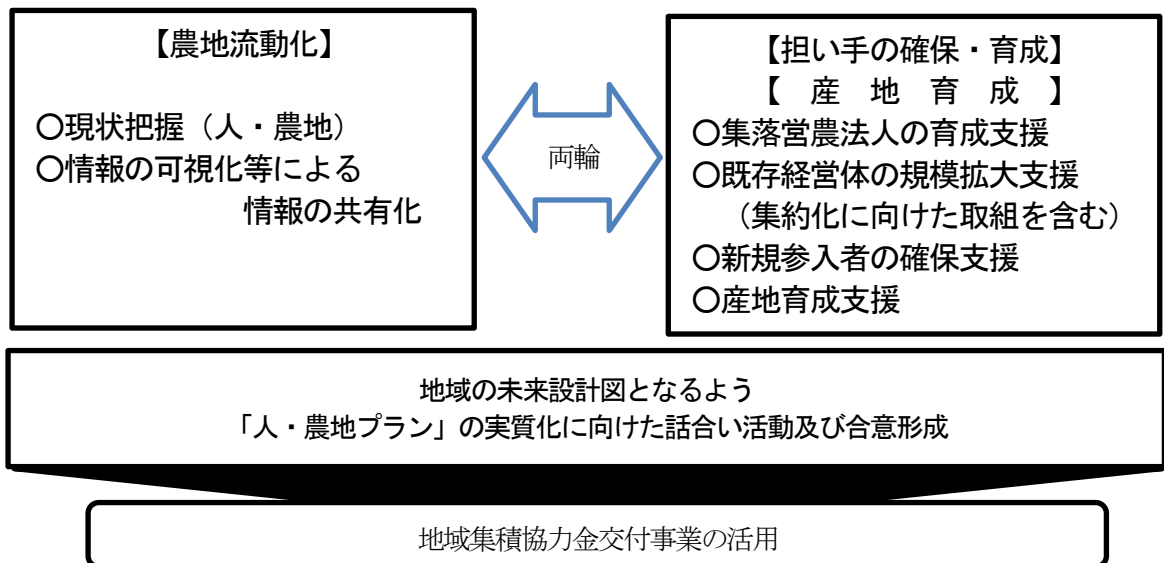 【農地流動化】
〇現状把握（人・農地）
〇情報の可視化等による
情報の共有化
両輪
【担い手の確保・育成】
【 産 地 育 成 】
〇集落営農法人の育成支援
〇既存経営体の規模拡大支援
（集約化に向けた取組を含む）
〇新規参入者の確保支援
〇産地育成支援
地域の未来設計図となるよう
「人・農地プラン」の実質化に向けた話合い活動及び合意形成
地域集積協力金交付事業の活用